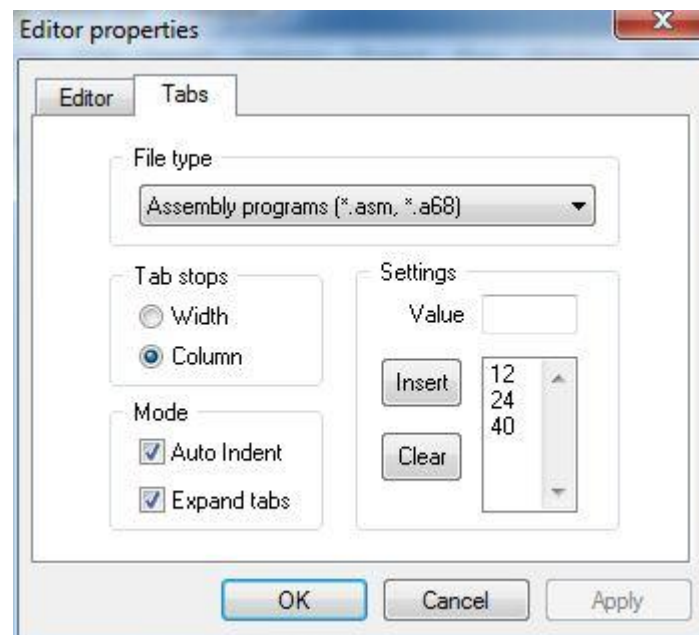 Editor properties
Editor Tabs
File type
Assembly programs (*.asm, *.a68)
Tab stops
Width
Column
Mode
Auto Indent
Expand tabs
Settings
Value
Insert
Clear
12
24
40
OK Cancel Apply